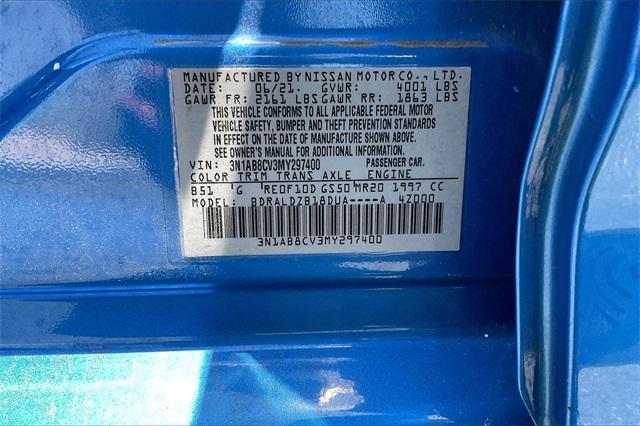 MANUFACTURED BY NISSAN MOTOR CO., LTD.
DATE: 06/21. GVWR: 4001 LBS
GAWR FR: 2161 LBS GAWR RR: 1863 LBS
THIS VEHICLE CONFORMS TO ALL APPLICABLE FEDERAL MOTOR
VEHICLE SAFETY, BUMPER AND THEFT PREVENTION STANDARDS
IN EFFECT ON THE DATE OF MANUFACTURE SHOWN ABOVE.
SEE OWNER'S MANUAL FOR ADDITIONAL INFORMATION.
VIN: 3N1AB8CV3MY297400 PASSENGER CAR.
COLOR TRIM TRANS AXLE ENGINE
B51 G RE0F10D GS50 MR20 1997 CC
MODEL: BDRALDZB18DUA----A 4Z000
3N1AB8CV3MY297400